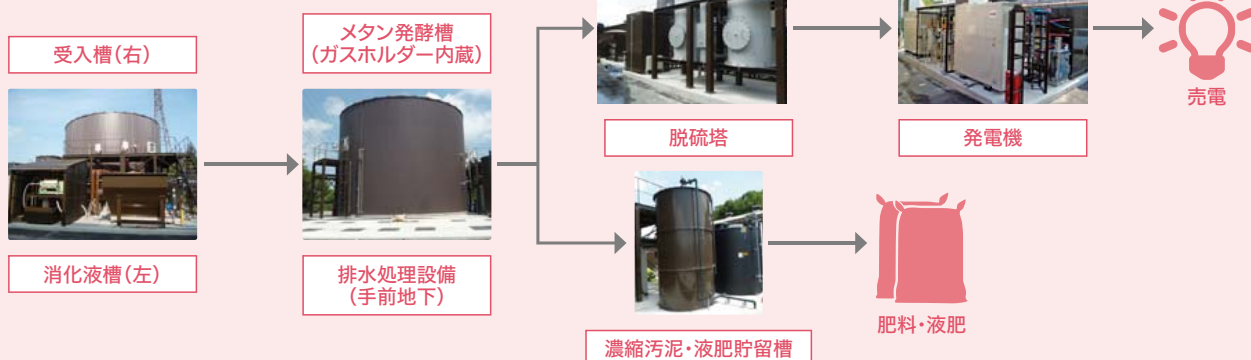 受入槽(右)
消化液槽(左)
メタン発酵槽
(ガスホルダー内蔵)
排水処理設備
(手前地下)
脱硫塔
発電機
売電
濃縮汚泥・液肥貯留槽
肥料・液肥